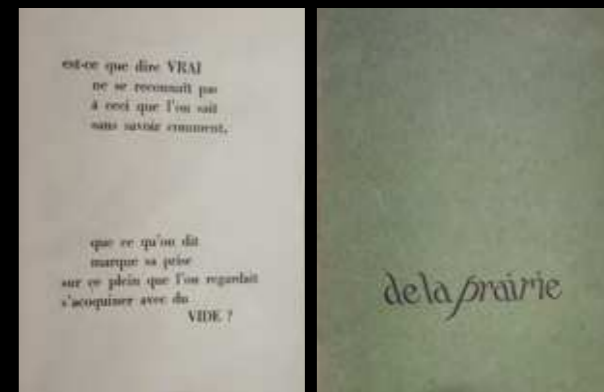 est-ce que dire VRAI
ne se reconnaît pas
à ceci que l'on sait
sans savoir comment,
que ce qu'on dit
marque sa prise
sur ce plein que l'on regardait
s'acoquiner avec du
VIDE ?
de la prairie